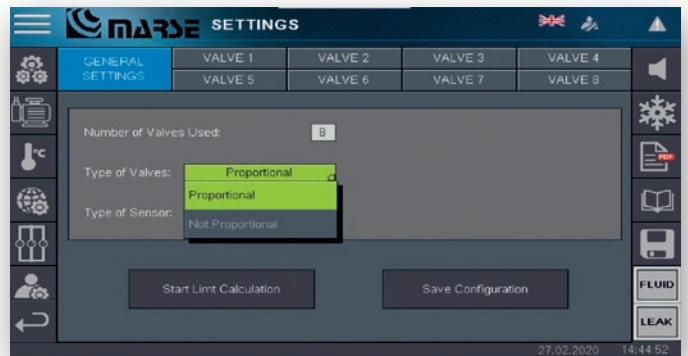 MARSE SETTINGS
GENERAL SETTINGS
VALVE 1 VALVE 2 VALVE 3 VALVE 4
VALVE 5 VALVE 6 VALVE 7 VALVE 8
Number of Valves Used: 8
°C
PDF
Type of Valves: Proportional
Proportional
Type of Sensor:
Not Proportional
Start Limt Calculation Save Configuration
FLUID
LEAK
27.02.2020 14:44:52